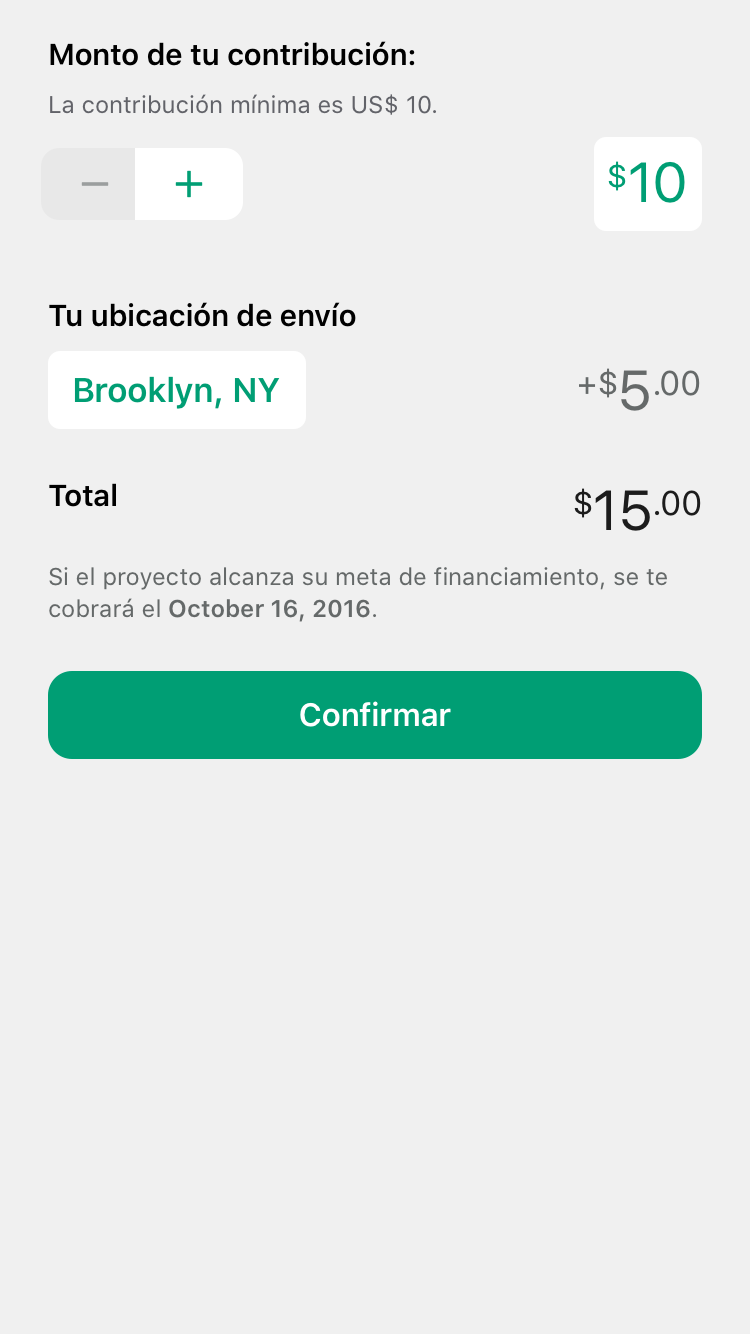 Monto de tu contribución:
La contribución mínima es US$ 10.
− + $10
Tu ubicación de envío
Brooklyn, NY +$5.00
Total $15.00
Si el proyecto alcanza su meta de financiamiento, se te
cobrará el October 16, 2016.
Confirmar